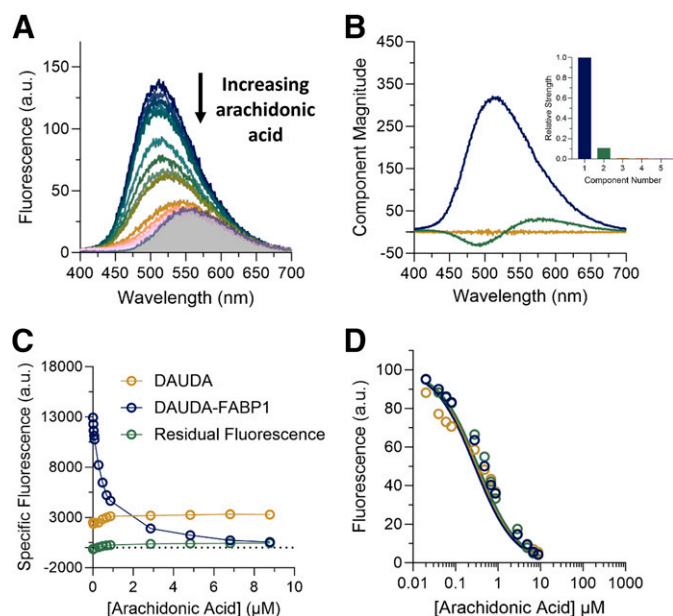 A
Fluorescence (a.u.)
150
100
50
0
400 450 500 550 600 650 700
Wavelength (nm)
Increasing
arachidonic
acid
B
Component Magnitude
450
350
250
150
50
-50
400 450 500 550 600 650 700
Wavelength (nm)
Relative Strength
1.0
0.8
0.6
0.4
0.2
0.0
1 2 3 4 5
Component Number
C
Specific Fluorescence (a.u.)
18000
13000
8000
3000
-2000
0 2 4 6 8 10
[Arachidonic Acid] (μM)
DAUDA
DAUDA-FABP1
Residual Fluorescence
D
Fluorescence (a.u.)
100
80
60
40
20
0
0.01 0.1 1 10 100 1000
[Arachidonic Acid] μM